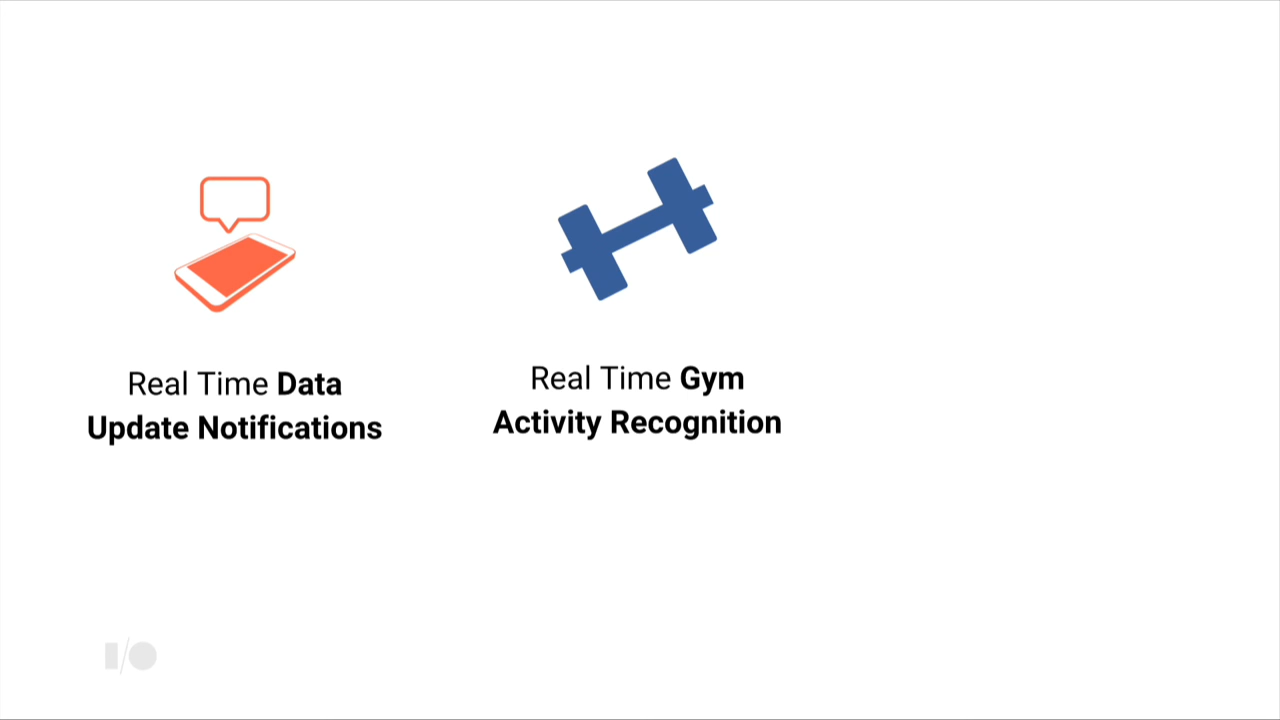 Real Time Data
Update Notifications
Real Time Gym
Activity Recognition
I/O